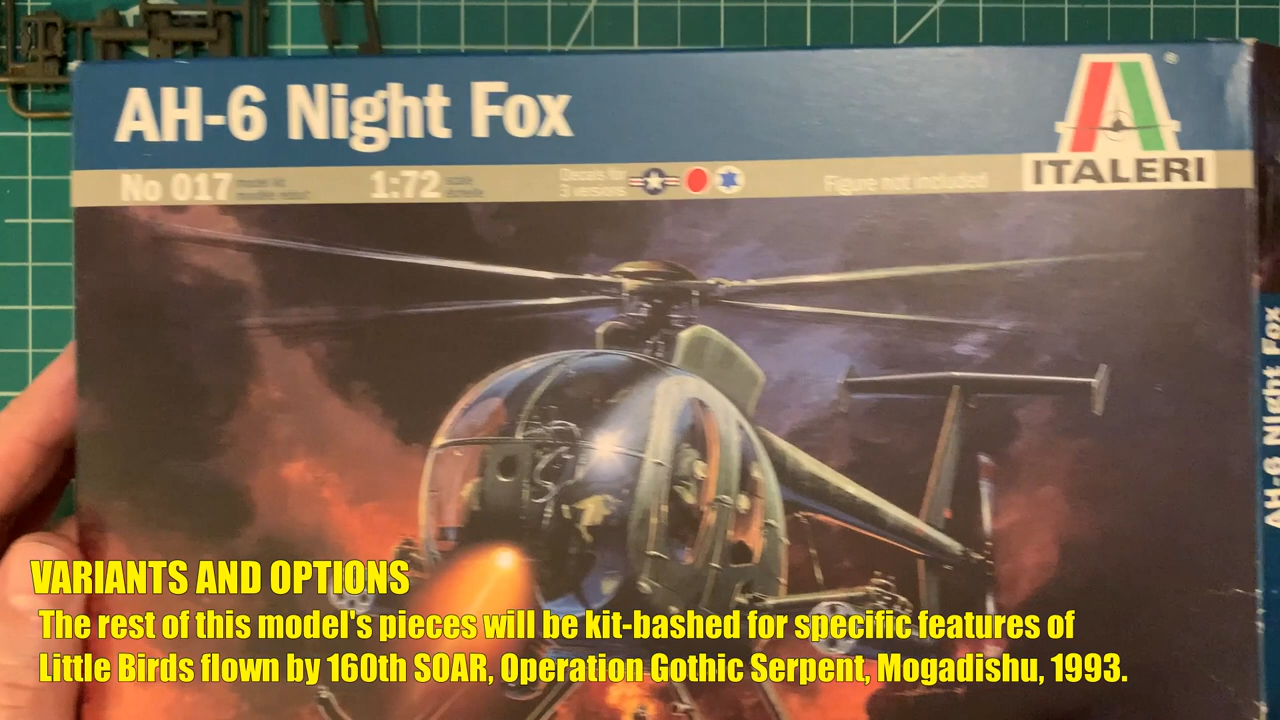 AH-6 Night Fox
ITALERI
No 017
1:72 scale
Decals for
3 versions
Figure not included
AH-6 Night Fox
VARIANTS AND OPTIONS
The rest of this model's pieces will be kit-bashed for specific features of
Little Birds flown by 160th SOAR, Operation Gothic Serpent, Mogadishu, 1993.